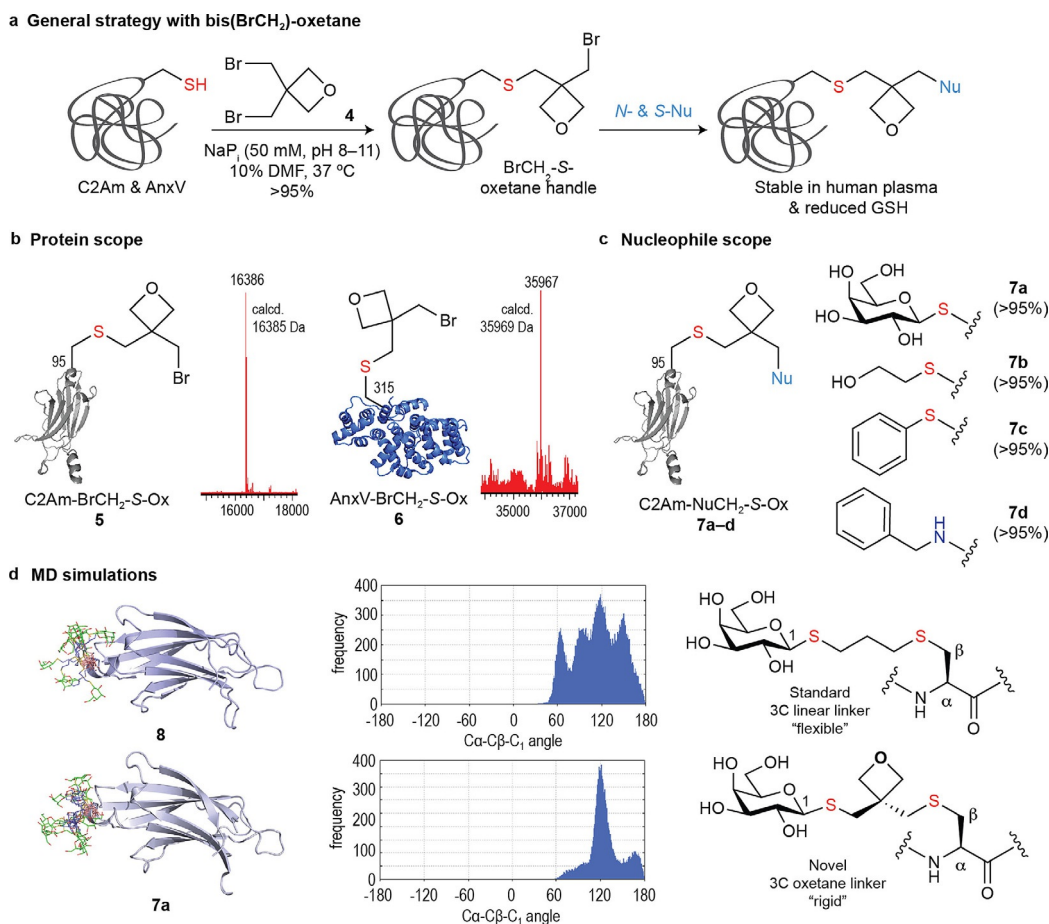 a General strategy with bis(BrCH₂)-oxetane
SH
Br
Br
O
4
NaPᵢ (50 mM, pH 8–11)
10% DMF, 37 ºC
>95%
C2Am & AnxV
Br
S
O
BrCH₂-S-
oxetane handle
N- & S-Nu
S
Nu
O
Stable in human plasma
& reduced GSH
b Protein scope
O
S
95
Br
C2Am-BrCH₂-S-Ox
5
16386
calcd.
16385 Da
16000 18000
O
Br
S
315
AnxV-BrCH₂-S-Ox
6
35967
calcd.
35969 Da
35000 37000
c Nucleophile scope
O
S
95
Nu
C2Am-NuCH₂-S-Ox
7a–d
HO OH
O
HO
OH
S
7a
(>95%)
HO
S
7b
(>95%)
S
7c
(>95%)
H
N
7d
(>95%)
d MD simulations
8
frequency
400
300
200
100
0
-180 -120 -60 0 60 120 180
Cα-Cβ-C₁ angle
HO OH
O
HO
OH
1
S
S
β
α
N
H
O
Standard
3C linear linker
“flexible”
7a
frequency
400
300
200
100
0
-180 -120 -60 0 60 120 180
Cα-Cβ-C₁ angle
HO OH
O
HO
OH
1
S
O
S
β
α
N
H
O
Novel
3C oxetane linker
“rigid”